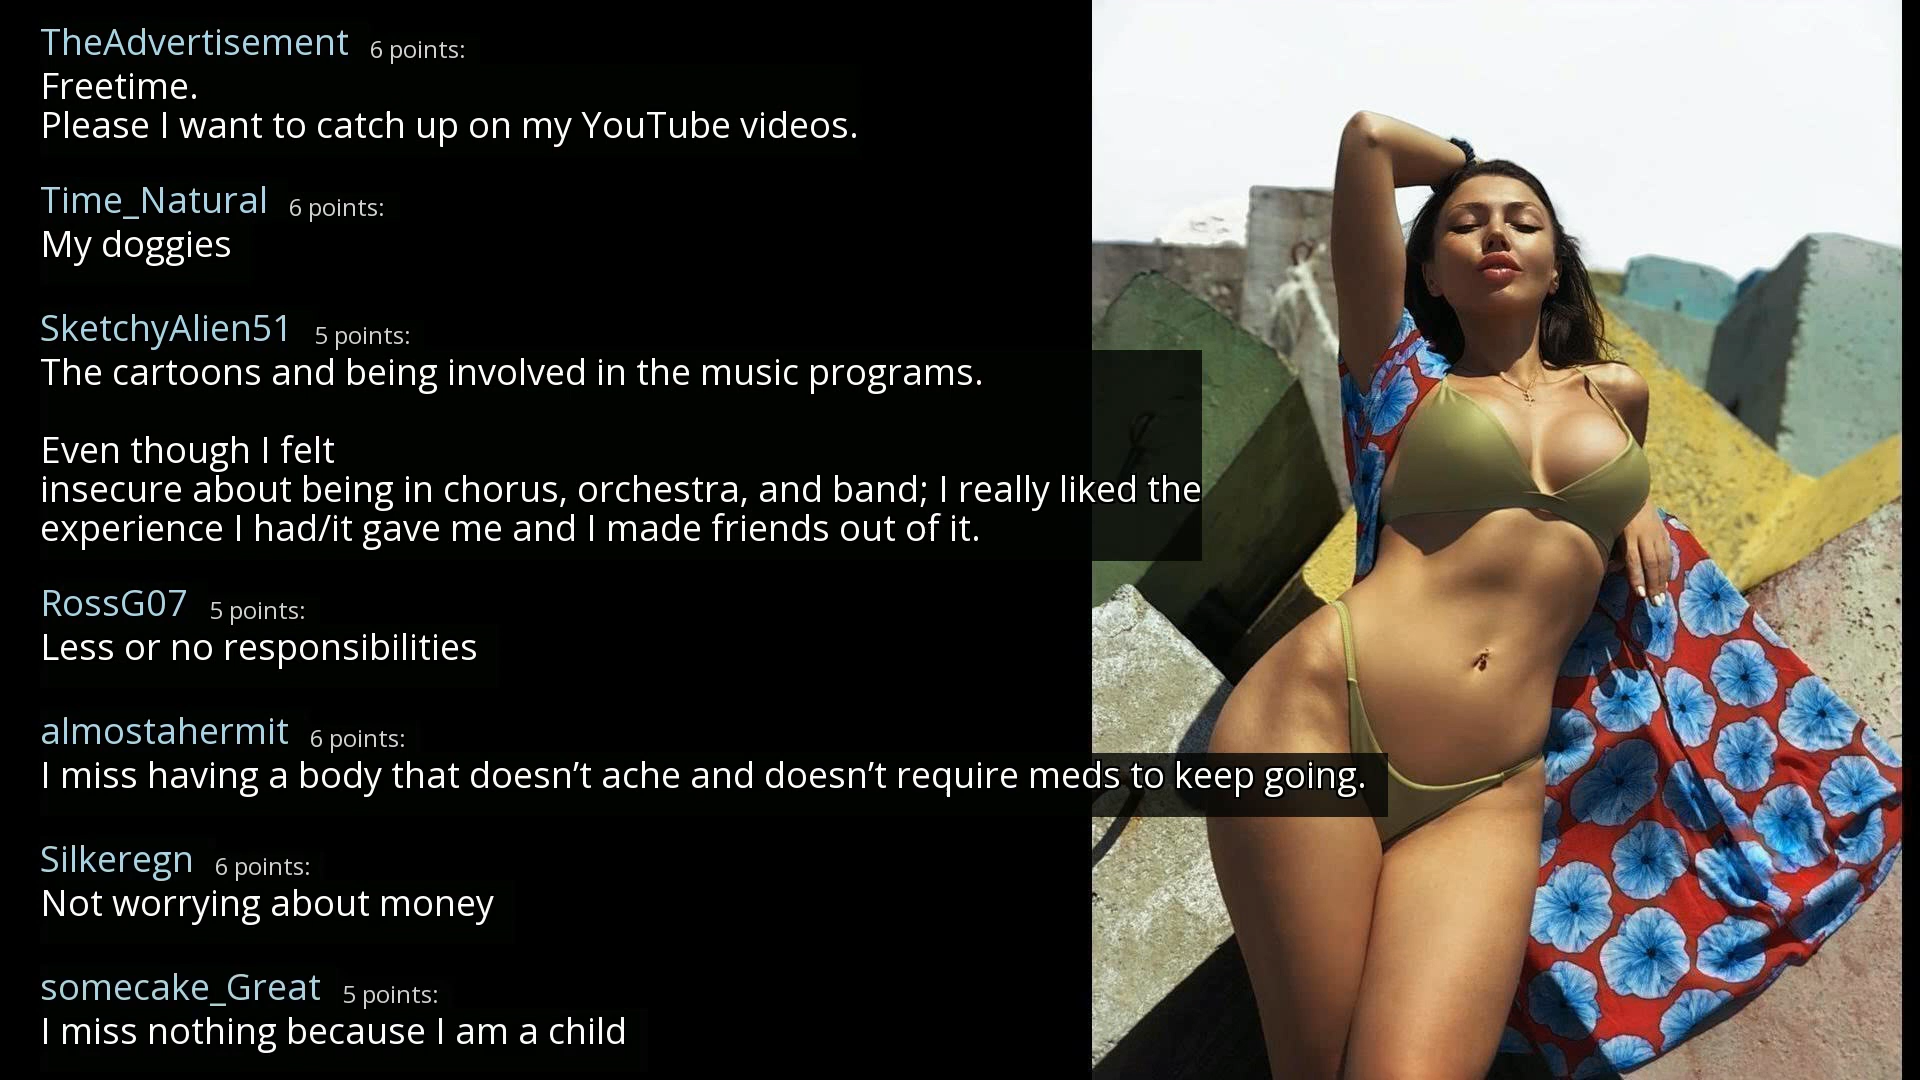 TheAdvertisement 6 points:
Freetime.
Please I want to catch up on my YouTube videos.
Time_Natural 6 points:
My doggies
SketchyAlien51 5 points:
The cartoons and being involved in the music programs.
Even though I felt
insecure about being in chorus, orchestra, and band; I really liked the
experience I had/it gave me and I made friends out of it.
RossG07 5 points:
Less or no responsibilities
almostahermit 6 points:
I miss having a body that doesn’t ache and doesn’t require meds to keep going.
Silkeregn 6 points:
Not worrying about money
somecake_Great 5 points:
I miss nothing because I am a child